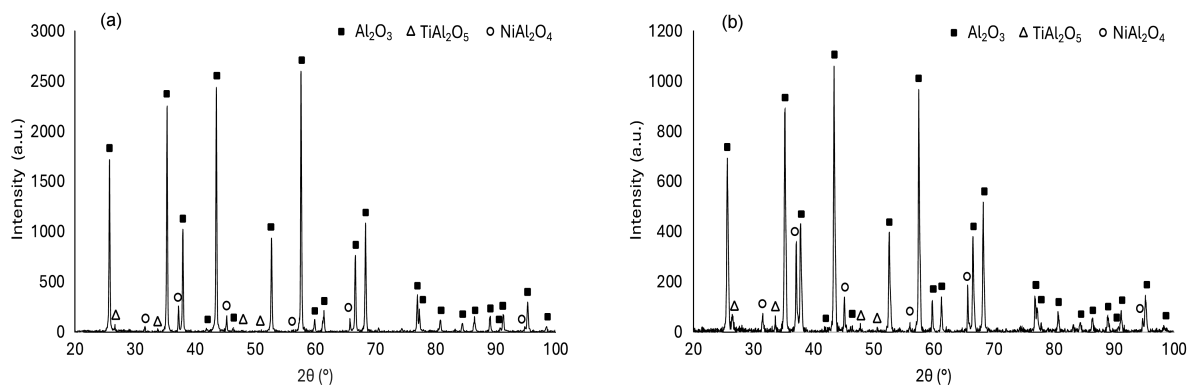 (a)
■ Al₂O₃ △ TiAl₂O₅ ○ NiAl₂O₄
Intensity (a.u.)
3000
2500
2000
1500
1000
500
0
20 30 40 50 60 70 80 90 100
2θ (°)
(b)
■ Al₂O₃ △ TiAl₂O₅ ○ NiAl₂O₄
Intensity (a.u.)
1200
1000
800
600
400
200
0
20 30 40 50 60 70 80 90 100
2θ (°)